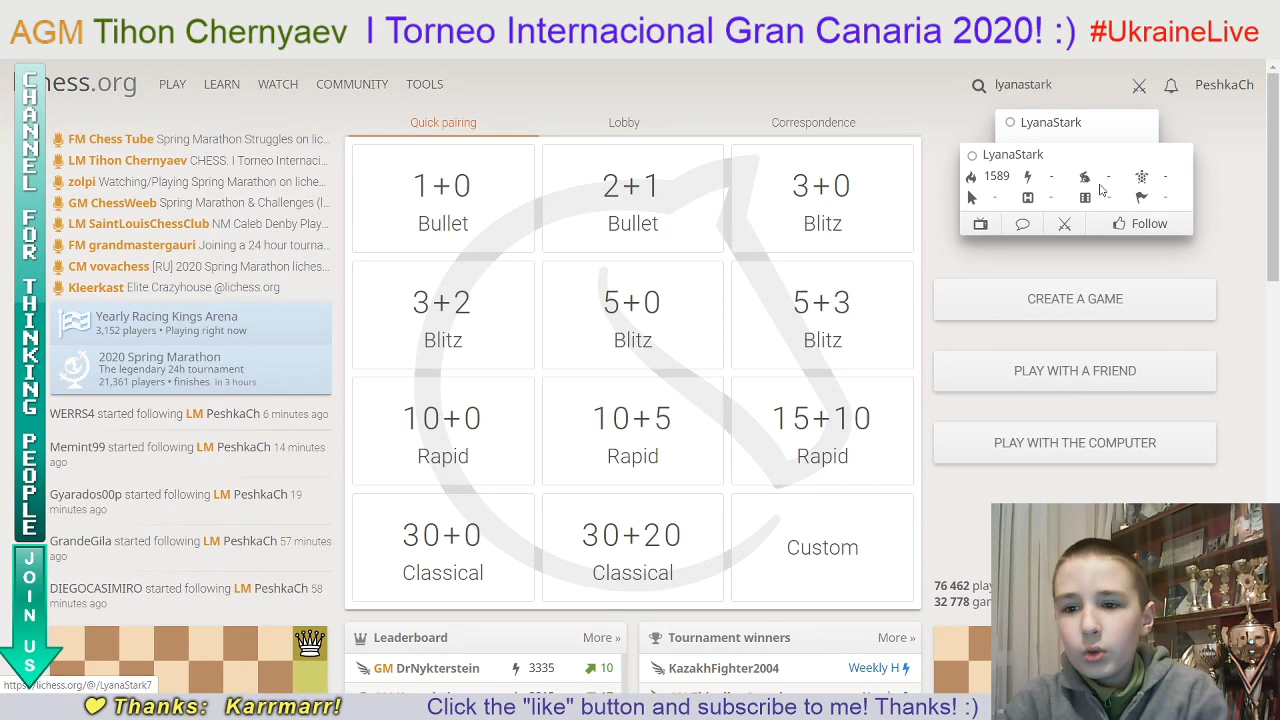 AGM Tihon Chernyaev I Torneo Internacional Gran Canaria 2020! :) #UkraineLive
hess.org PLAY LEARN WATCH COMMUNITY TOOLS lyanastark PeshkaCh
CHANNEL FOR THINKING PEOPLE
JOIN US
FM Chess Tube Spring Marathon Struggles on lic...
LM Tihon Chernyaev CHESS. I Torneo Internaci...
zolpi Watching/Playing Spring Marathon on liche...
GM ChessWeeb Spring Marathon & Challenges (l...
LM SaintLouisChessClub NM Caleb Denby Play...
FM grandmastergauri Joining a 24 hour tourna...
CM vovachess [RU] 2020 Spring Marathon liches...
Kleerkast Elite Crazyhouse @lichess.org
Yearly Racing Kings Arena
3,152 players • Playing right now
2020 Spring Marathon
The legendary 24h tournament
21,361 players • finishes in 3 hours
WERRS4 started following LM PeshkaCh 6 minutes ago
Memint99 started following LM PeshkaCh 14 minutes
ago
Gyarados00p started following LM PeshkaCh 19
minutes ago
GrandeGila started following LM PeshkaCh 57 minutes
ago
DIEGOCASIMIRO started following LM PeshkaCh 58
minutes ago
Quick pairing Lobby Correspondence
1+0
Bullet
2+1
Bullet
3+0
Blitz
3+2
Blitz
5+0
Blitz
5+3
Blitz
10+0
Rapid
10+5
Rapid
15+10
Rapid
30+0
Classical
30+20
Classical
Custom
LyanaStark
LyanaStark
1589 - - -
- - - -
Follow
CREATE A GAME
PLAY WITH A FRIEND
PLAY WITH THE COMPUTER
76 462 play
32 778 gam
Leaderboard More »
GM DrNykterstein 3335 10
Tournament winners More »
KazakhFighter2004 Weekly H
https://lichess.org/@/LyanaStark7
Thanks: Karrmarr!
Click the "like" button and subscribe to me! Thanks! :)